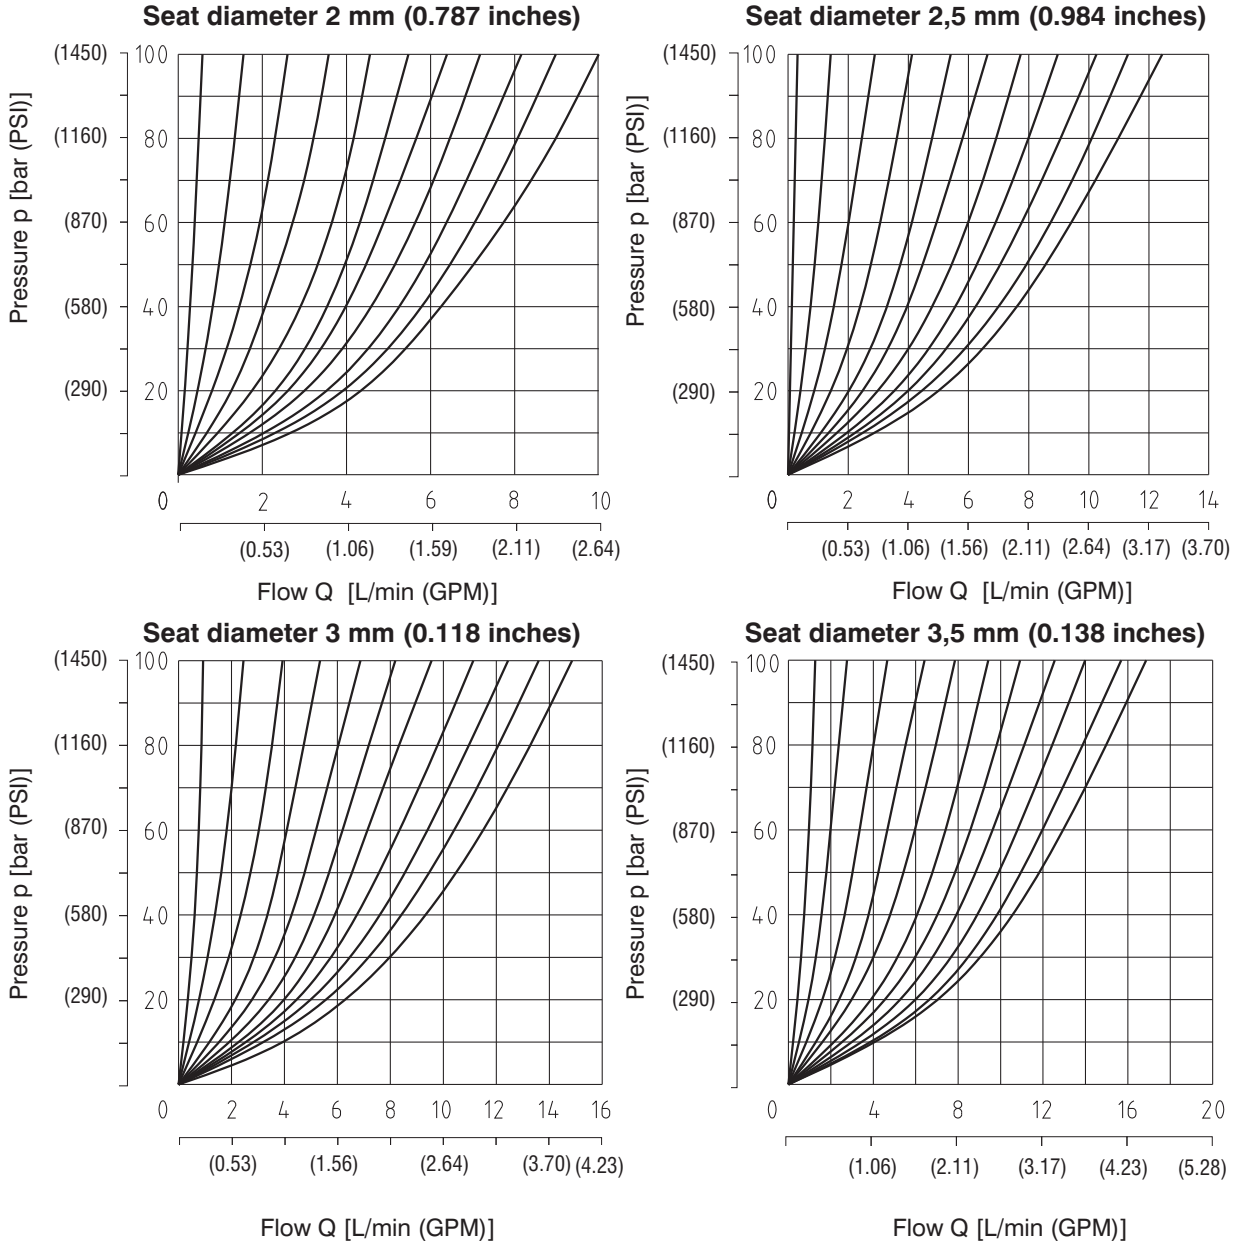 Seat diameter 2 mm (0.787 inches)
Pressure p [bar (PSI)]
(1450) 100
(1160) 80
(870) 60
(580) 40
(290) 20
0 2 4 6 8 10
(0.53) (1.06) (1.59) (2.11) (2.64)
Flow Q [L/min (GPM)]
Seat diameter 2,5 mm (0.984 inches)
Pressure p [bar (PSI)]
(1450) 100
(1160) 80
(870) 60
(580) 40
(290) 20
0 2 4 6 8 10 12 14
(0.53) (1.06) (1.56) (2.11) (2.64) (3.17) (3.70)
Flow Q [L/min (GPM)]
Seat diameter 3 mm (0.118 inches)
Pressure p [bar (PSI)]
(1450) 100
(1160) 80
(870) 60
(580) 40
(290) 20
0 2 4 6 8 10 12 14 16
(0.53) (1.56) (2.64) (3.70) (4.23)
Flow Q [L/min (GPM)]
Seat diameter 3,5 mm (0.138 inches)
Pressure p [bar (PSI)]
(1450) 100
(1160) 80
(870) 60
(580) 40
(290) 20
0 4 8 12 16 20
(1.06) (2.11) (3.17) (4.23) (5.28)
Flow Q [L/min (GPM)]